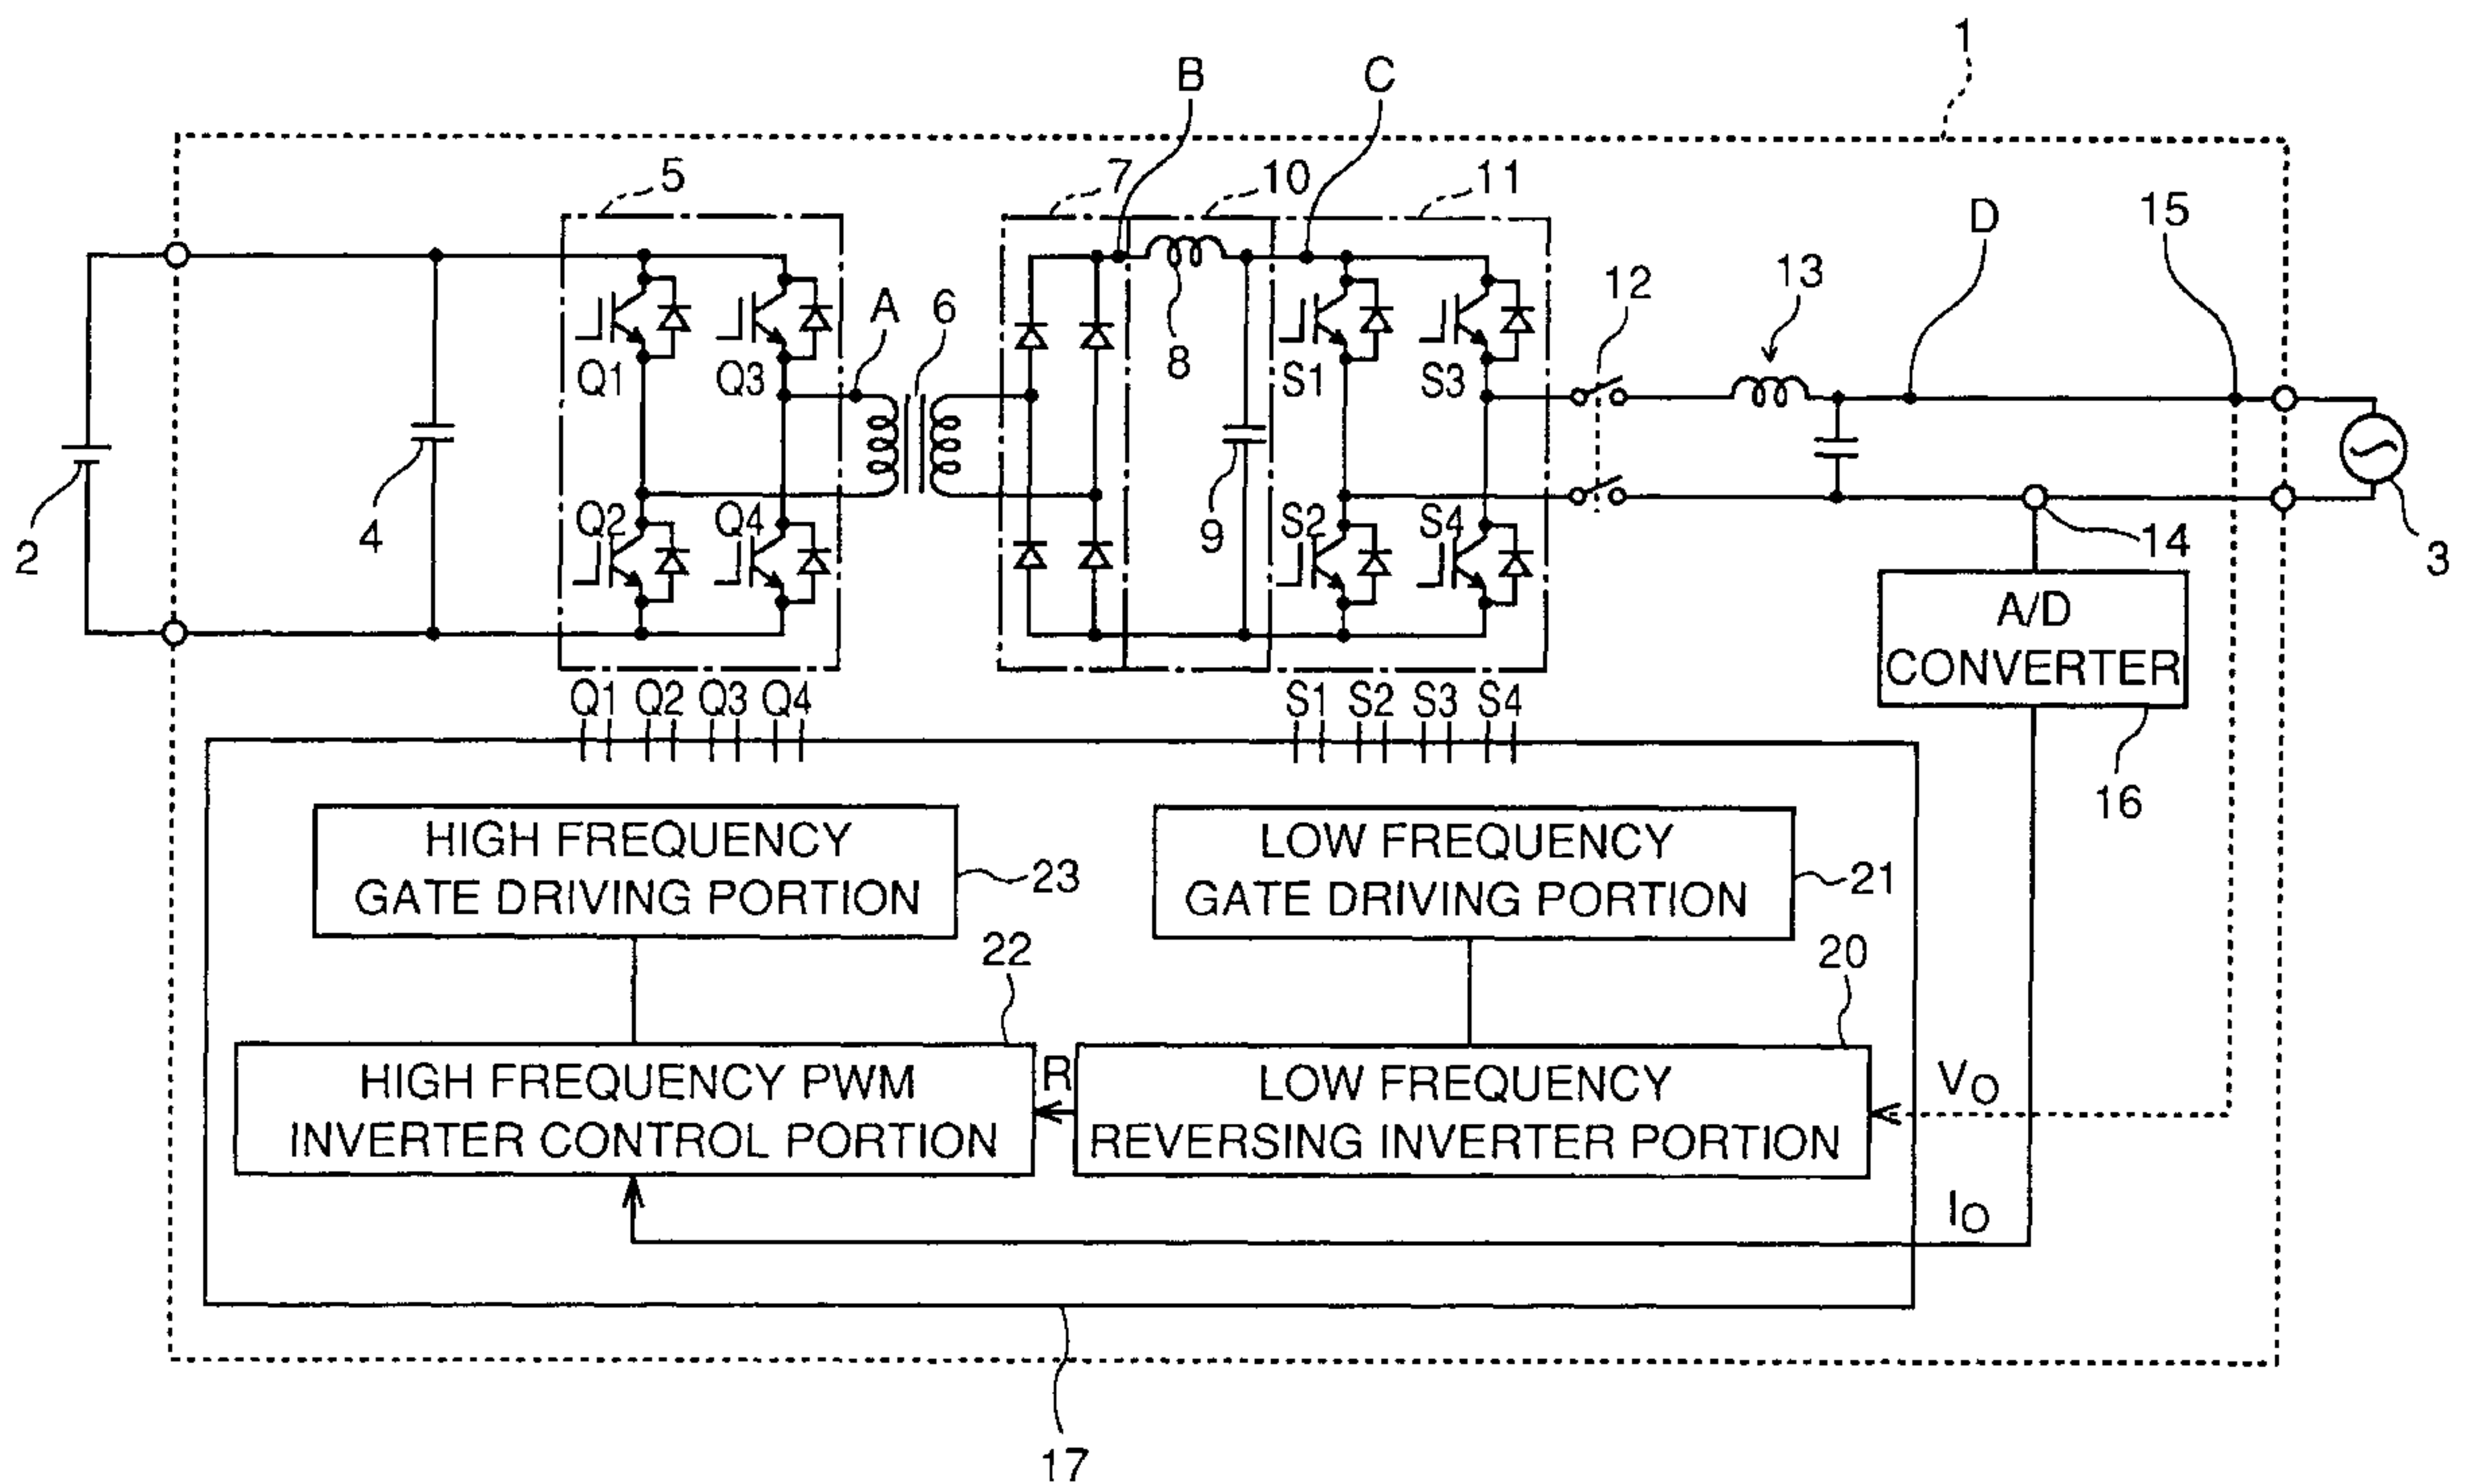 1
B
C
5
7
10
11
15
D
12
13
A
6
Q1
Q3
8
S1
S3
2
4
Q2
Q4
9
S2
S4
14
3
A/D
CONVERTER
Q1 Q2 Q3 Q4
S1 S2 S3 S4
16
HIGH FREQUENCY
GATE DRIVING PORTION
23
LOW FREQUENCY
GATE DRIVING PORTION
21
22
20
HIGH FREQUENCY PWM
INVERTER CONTROL PORTION
R
LOW FREQUENCY
REVERSING INVERTER PORTION
VO
IO
17